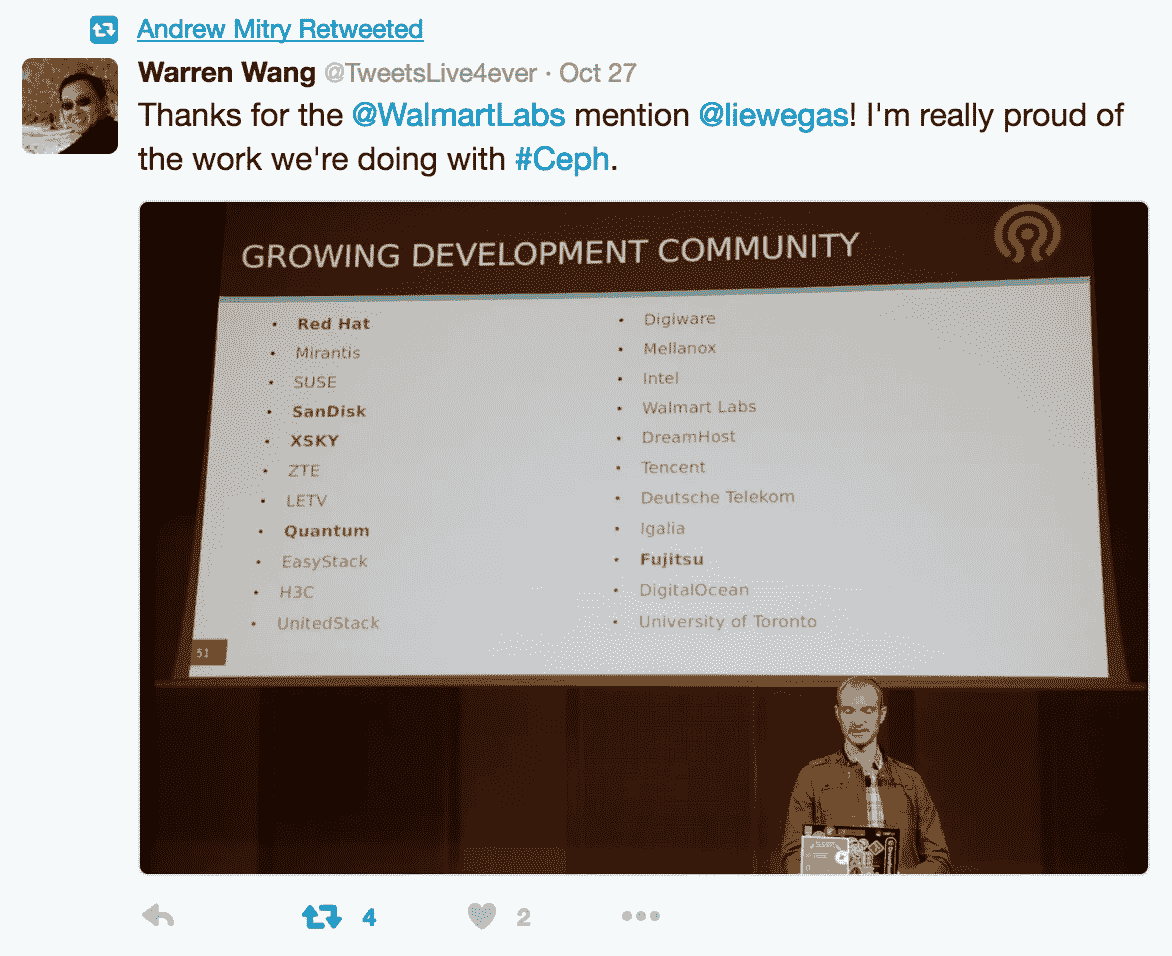 Andrew Mitry Retweeted
Warren Wang @TweetsLive4ever · Oct 27
Thanks for the @WalmartLabs mention @liewegas! I'm really proud of
the work we're doing with #Ceph.
GROWING DEVELOPMENT COMMUNITY
• Red Hat
• Mirantis
• SUSE
• SanDisk
• XSKY
• ZTE
• LETV
• Quantum
• EasyStack
• H3C
• UnitedStack
• Digiware
• Mellanox
• Intel
• Walmart Labs
• DreamHost
• Tencent
• Deutsche Telekom
• Igalia
• Fujitsu
• DigitalOcean
• University of Toronto
51
4
2